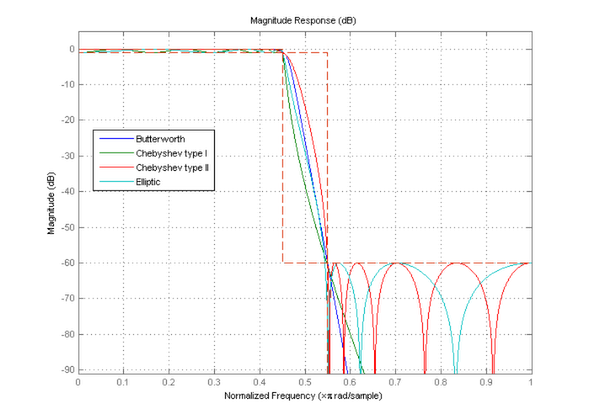 Magnitude Response (dB)
0
-10
-20
-30
-40
-50
-60
-70
-80
-90
Magnitude (dB)
Butterworth
Chebyshev type I
Chebyshev type II
Elliptic
0 0.1 0.2 0.3 0.4 0.5 0.6 0.7 0.8 0.9 1
Normalized Frequency (×π rad/sample)